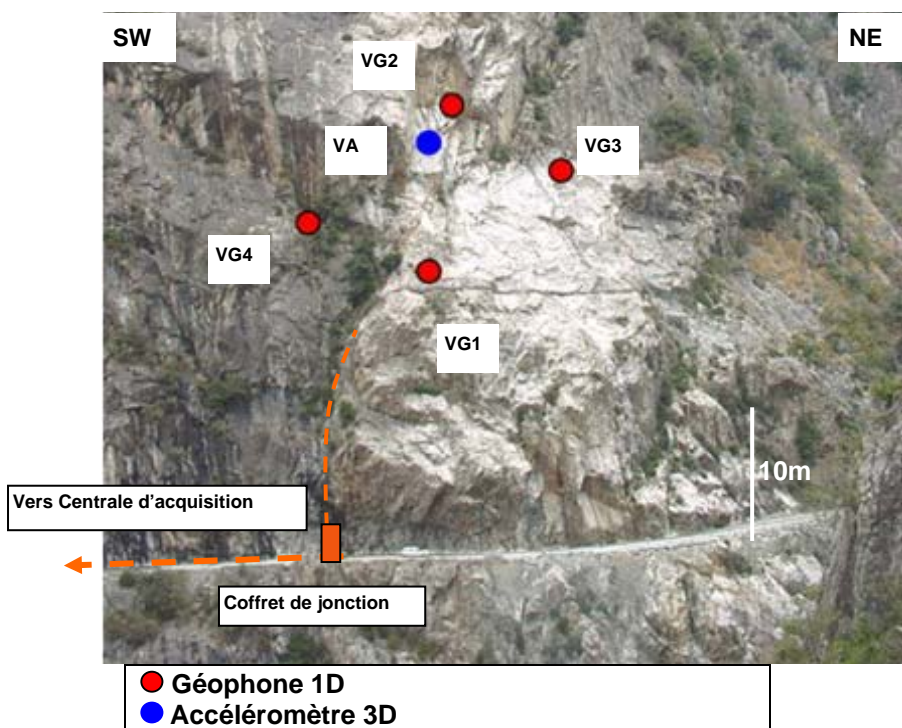 SW
NE
VG2
VA
VG3
VG4
VG1
10m
Vers Centrale d'acquisition
Coffret de jonction
Géophone 1D
Accéléromètre 3D